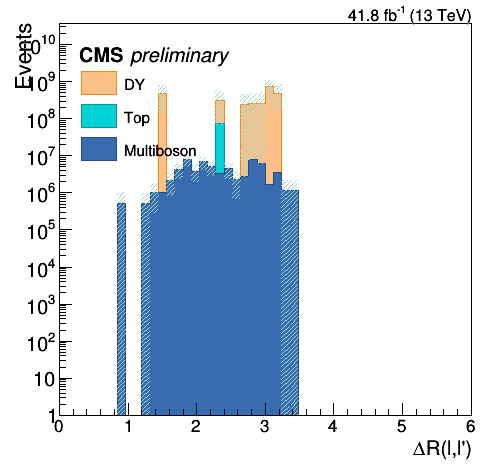 41.8 fb⁻¹ (13 TeV)
Events
CMS preliminary
DY
Top
Multiboson
10¹⁰
10⁹
10⁸
10⁷
10⁶
10⁵
10⁴
10³
10²
10
1
0 1 2 3 4 5 6
ΔR(l,l')